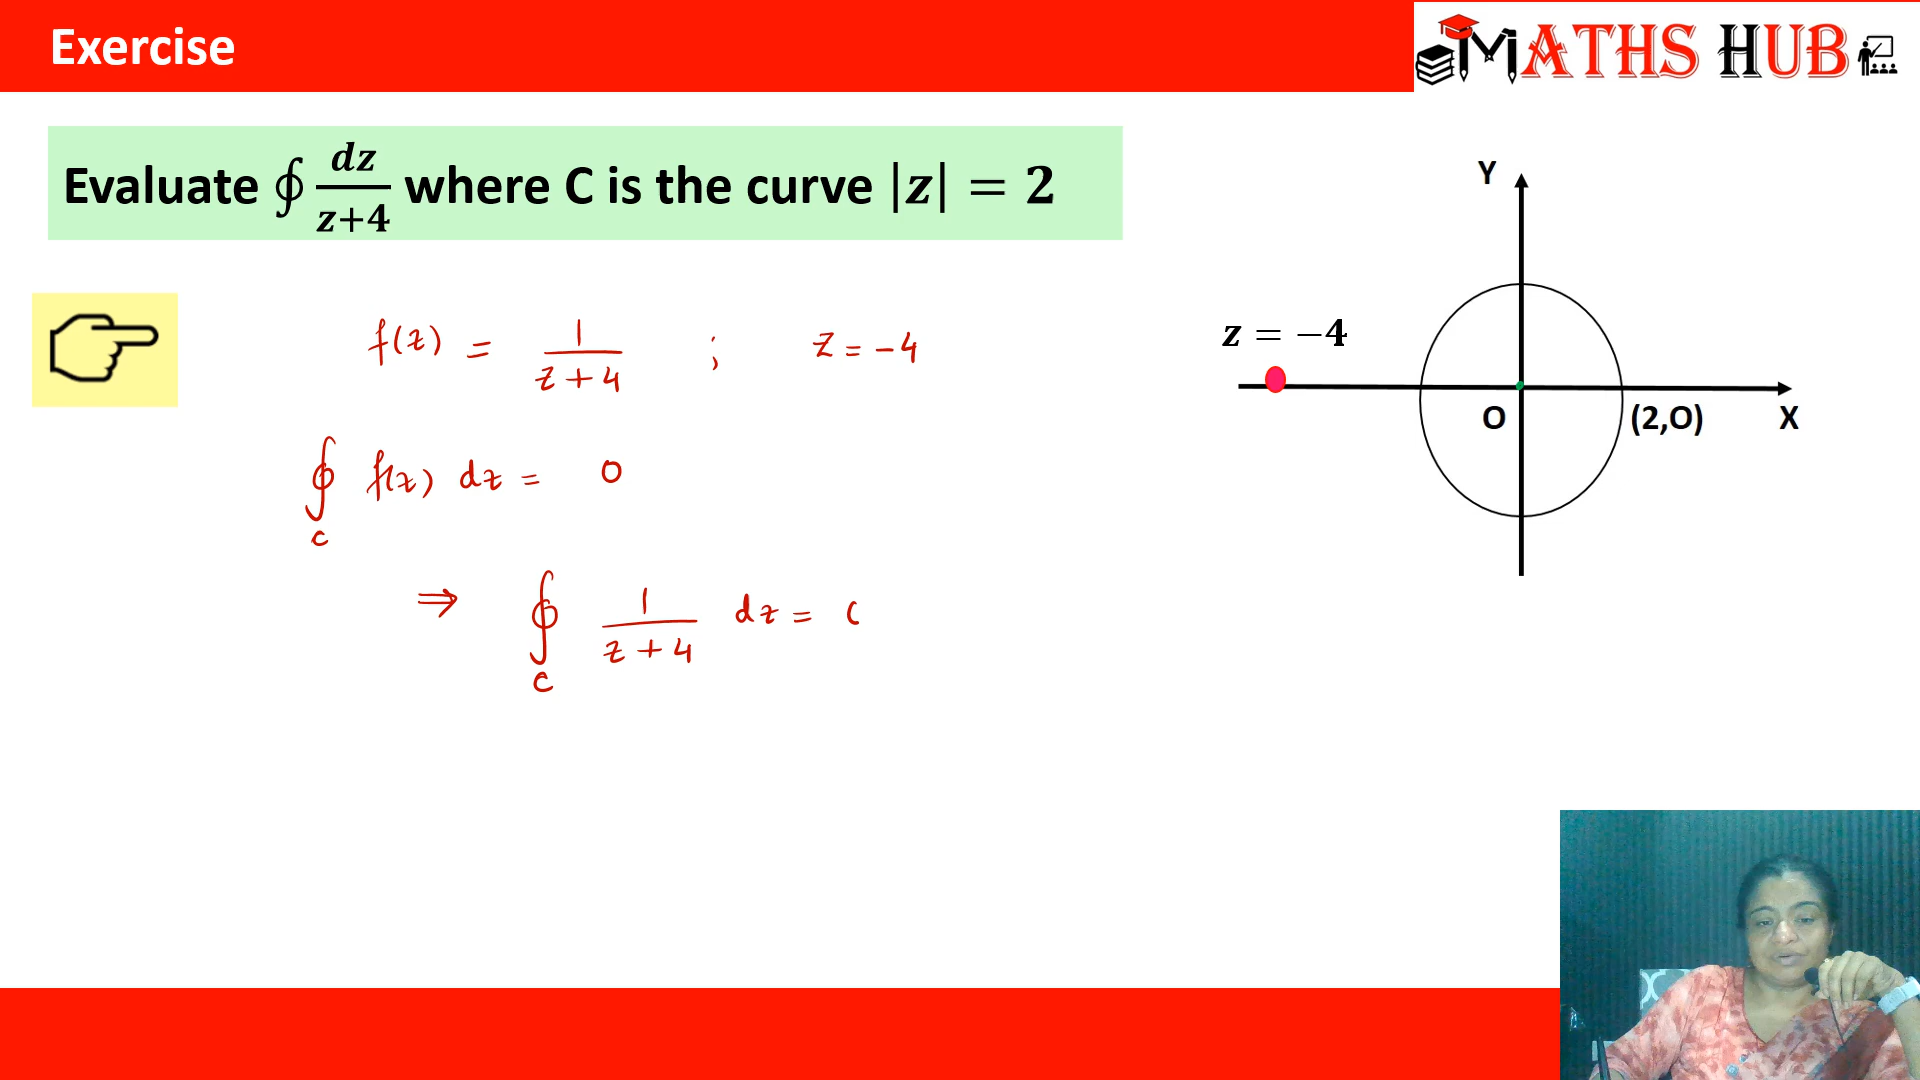 Exercise
MATHS HUB
Evaluate ∮ dz/(z+4) where C is the curve |z| = 2
f(z) = 1/(z+4) ; z = -4
∮_C f(z) dz = 0
⇒ ∮_C 1/(z+4) dz = (
Y
z = −4
O
(2,O)
X